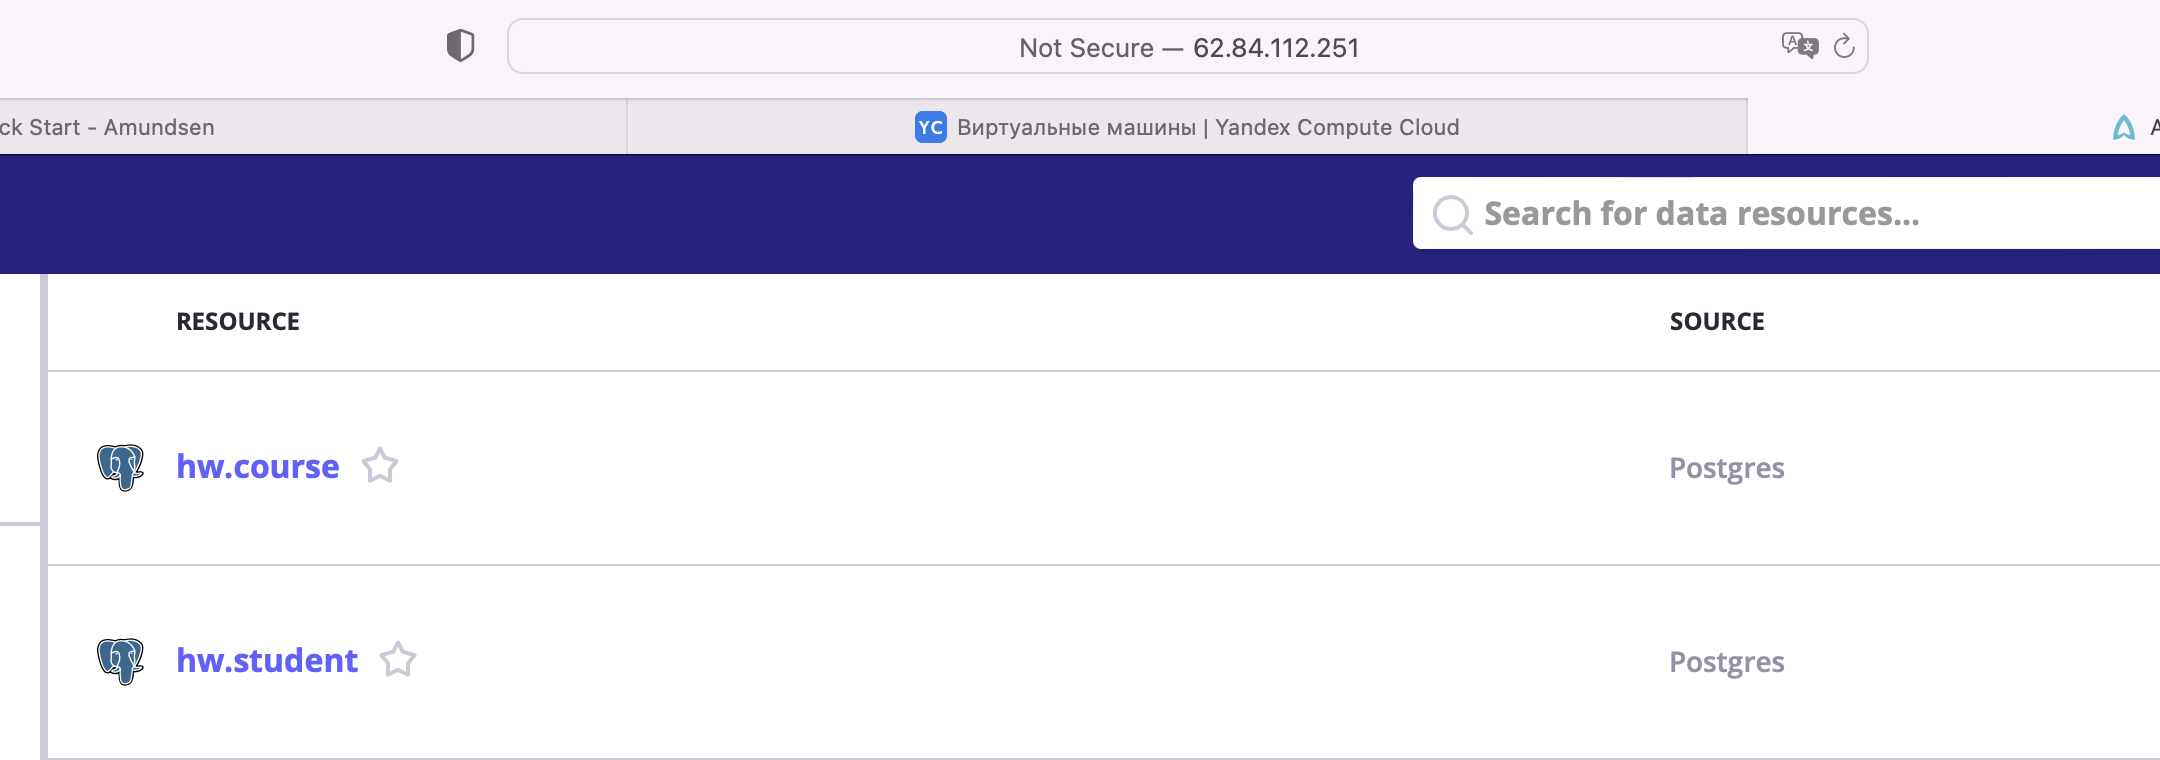 Not Secure — 62.84.112.251
ck Start - Amundsen
YC Виртуальные машины | Yandex Compute Cloud
A
Search for data resources...
RESOURCE SOURCE
hw.course Postgres
hw.student Postgres